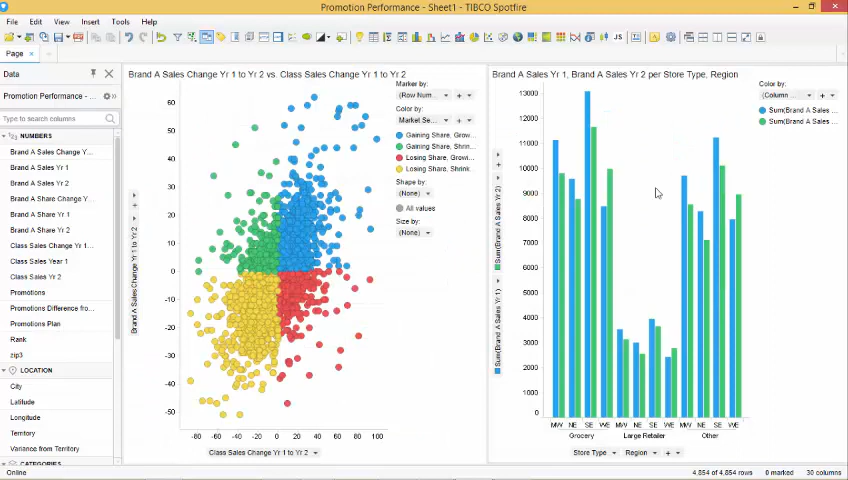 Promotion Performance - Sheet1 - TIBCO Spotfire
File Edit View Insert Tools Help
Page
Data
Promotion Performance - ...
Type to search columns
NUMBERS
Brand A Sales Change Y...
Brand A Sales Yr 1
Brand A Sales Yr 2
Brand A Share Change Y...
Brand A Share Yr 1
Brand A Share Yr 2
Class Sales Change Yr 1...
Class Sales Year 1
Class Sales Yr 2
Promotions
Promotions Difference fro...
Promotions Plan
Rank
zip3
LOCATION
City
Latitude
Longitude
Territory
Variance from Territory
CATEGORIES
Brand A Sales Change Yr 1 to Yr 2 vs. Class Sales Change Yr 1 to Yr 2
60
50
40
30
20
10
0
-10
-20
-30
-40
-50
-80 -60 -40 -20 0 20 40 60 80 100
Brand A Sales Change Yr 1 to Yr 2
Class Sales Change Yr 1 to Yr 2
Marker by:
(Row Num...
Color by:
Market Se...
Gaining Share, Grow...
Gaining Share, Shrin...
Losing Share, Growi...
Losing Share, Shrink...
Shape by:
(None)
All values
Size by:
(None)
Brand A Sales Yr 1, Brand A Sales Yr 2 per Store Type, Region
13000
12000
11000
10000
9000
8000
7000
6000
5000
4000
3000
2000
1000
0
Sum(Brand A Sales Yr 2)
Sum(Brand A Sales Yr 1)
MW NE SE WE MW NE SE WE MW NE SE WE
Grocery Large Retailer Other
Store Type Region
Color by:
(Column ...
Sum(Brand A Sales ...
Sum(Brand A Sales ...
Online
4,854 of 4,854 rows 0 marked 30 columns